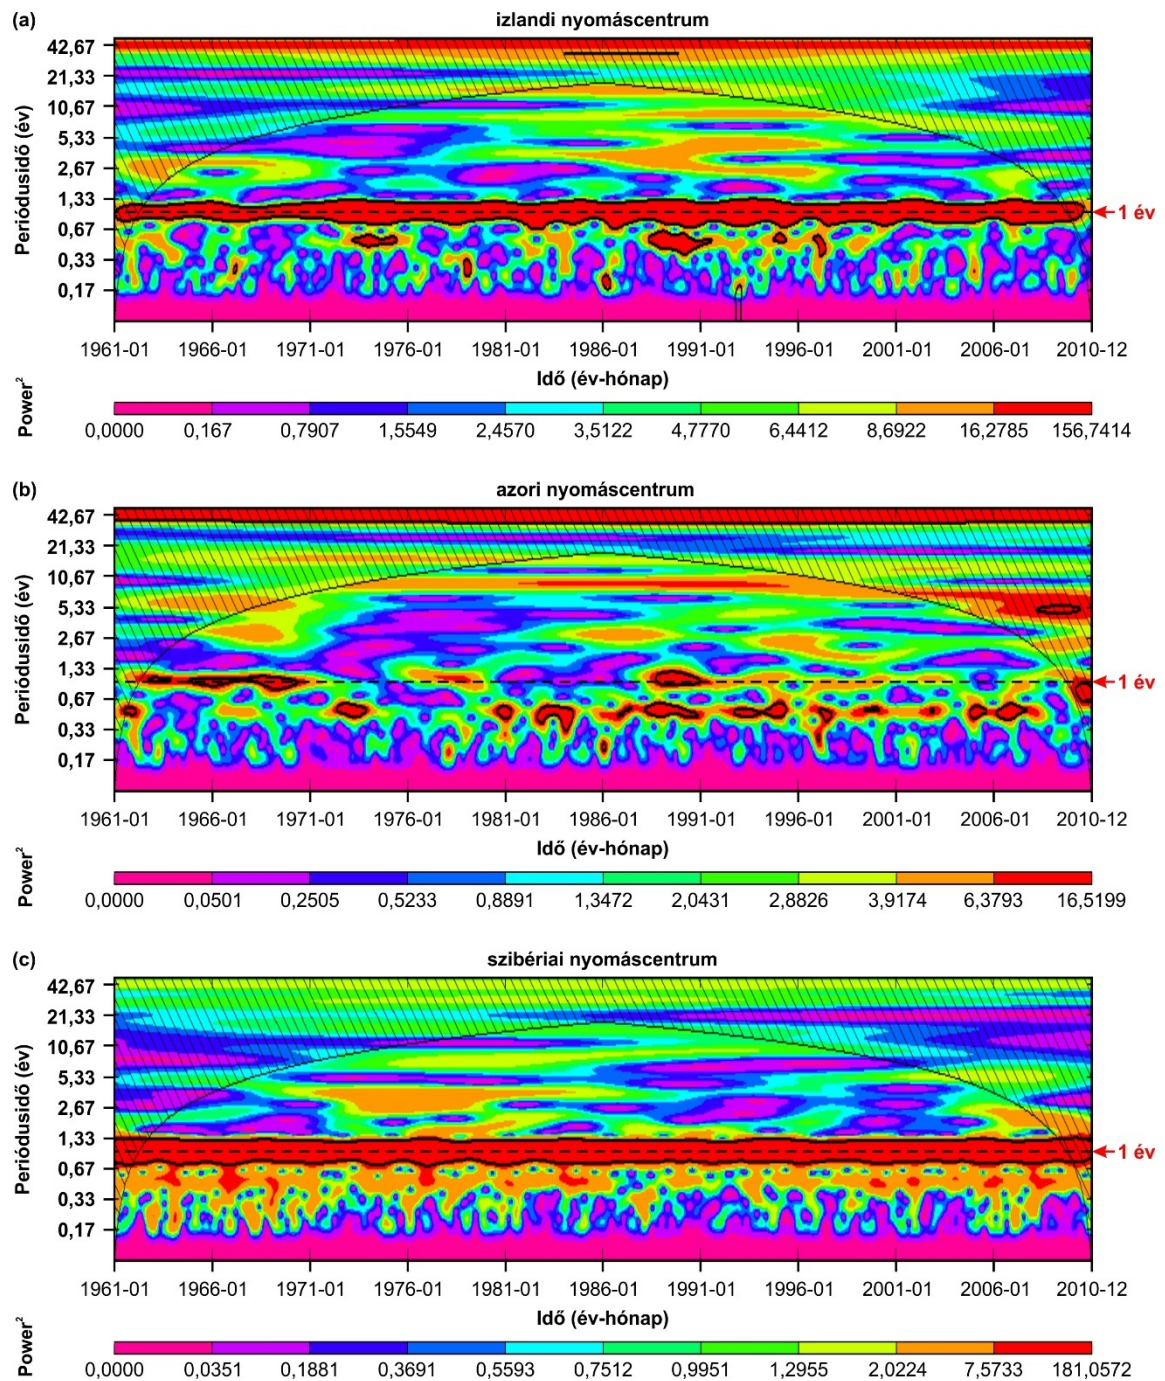 (a)
izlandi nyomáscentrum
Periódusidő (év)
42,67
21,33
10,67
5,33
2,67
1,33
0,67
0,33
0,17
1 év
1961-01 1966-01 1971-01 1976-01 1981-01 1986-01 1991-01 1996-01 2001-01 2006-01 2010-12
Idő (év-hónap)
Power²
0,0000 0,167 0,7907 1,5549 2,4570 3,5122 4,7770 6,4412 8,6922 16,2785 156,7414
(b)
azori nyomáscentrum
Periódusidő (év)
42,67
21,33
10,67
5,33
2,67
1,33
0,67
0,33
0,17
1 év
1961-01 1966-01 1971-01 1976-01 1981-01 1986-01 1991-01 1996-01 2001-01 2006-01 2010-12
Idő (év-hónap)
Power²
0,0000 0,0501 0,2505 0,5233 0,8891 1,3472 2,0431 2,8826 3,9174 6,3793 16,5199
(c)
szibériai nyomáscentrum
Periódusidő (év)
42,67
21,33
10,67
5,33
2,67
1,33
0,67
0,33
0,17
1 év
1961-01 1966-01 1971-01 1976-01 1981-01 1986-01 1991-01 1996-01 2001-01 2006-01 2010-12
Idő (év-hónap)
Power²
0,0000 0,0351 0,1881 0,3691 0,5593 0,7512 0,9951 1,2955 2,0224 7,5733 181,0572